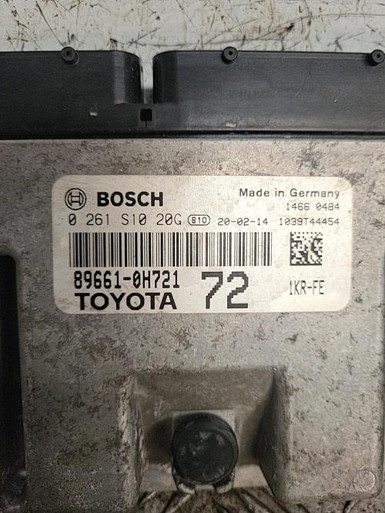 BOSCH
Made in Germany
1466 0484
0 261 S10 20G 810 20-02-14 1039T44454
89661-0H721
TOYOTA 72 1KR-FE